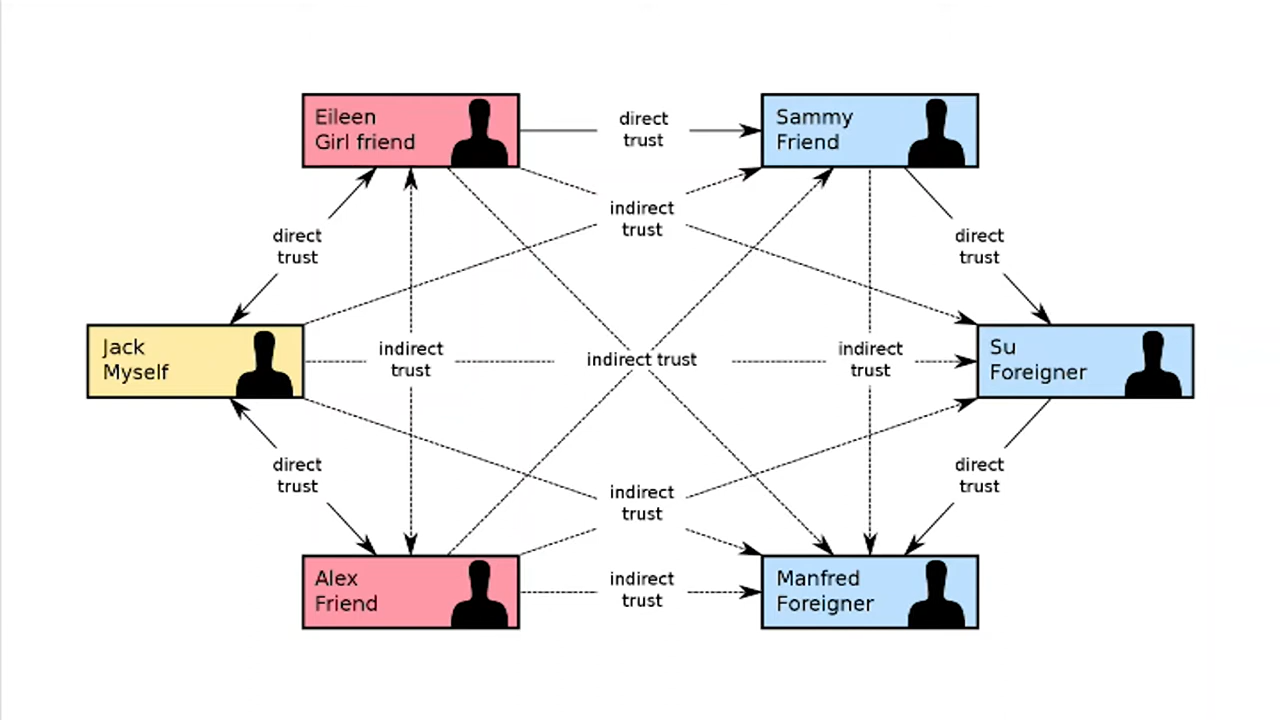 Eileen
Girl friend
direct
trust
Sammy
Friend
indirect
trust
direct
trust
direct
trust
Jack
Myself
indirect
trust
indirect trust
indirect
trust
Su
Foreigner
direct
trust
indirect
trust
direct
trust
Alex
Friend
indirect
trust
Manfred
Foreigner